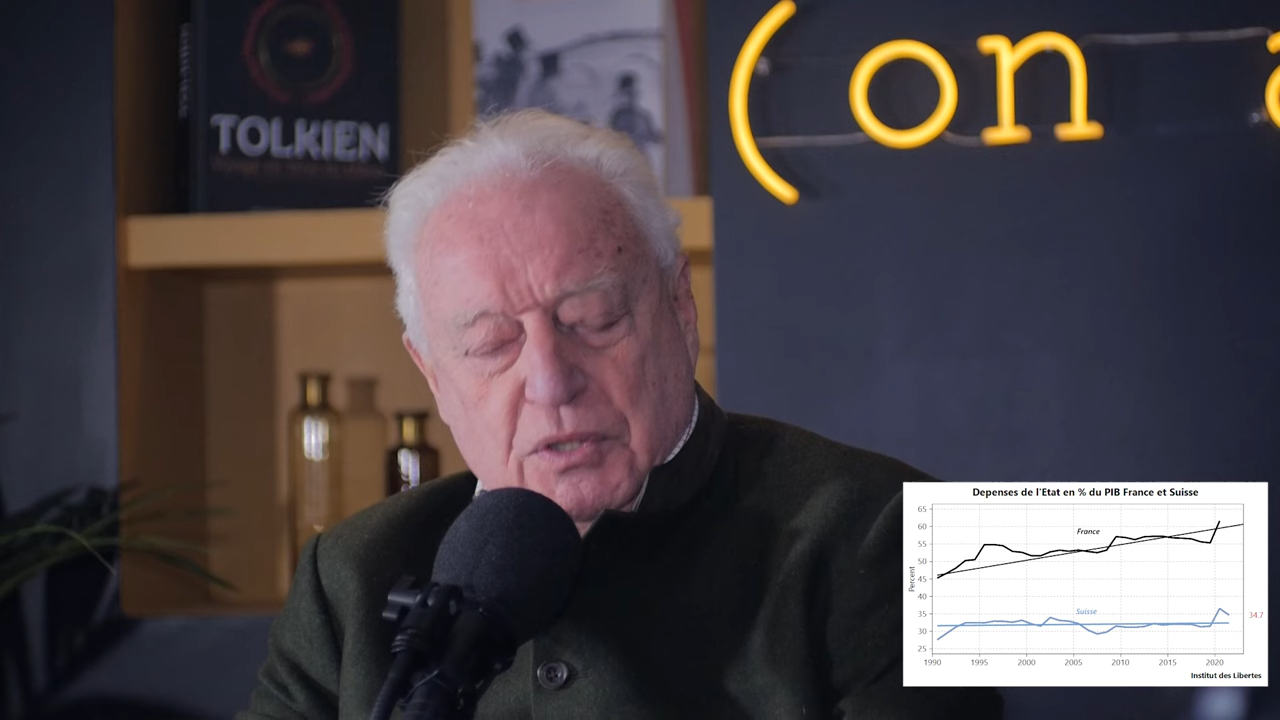 TOLKIEN
(on
Depenses de l'Etat en % du PIB France et Suisse
65
60
55
50
45
40
35
30
25
Percent
France
Suisse
34.7
1990
1995
2000
2005
2010
2015
2020
Institut des Libertes